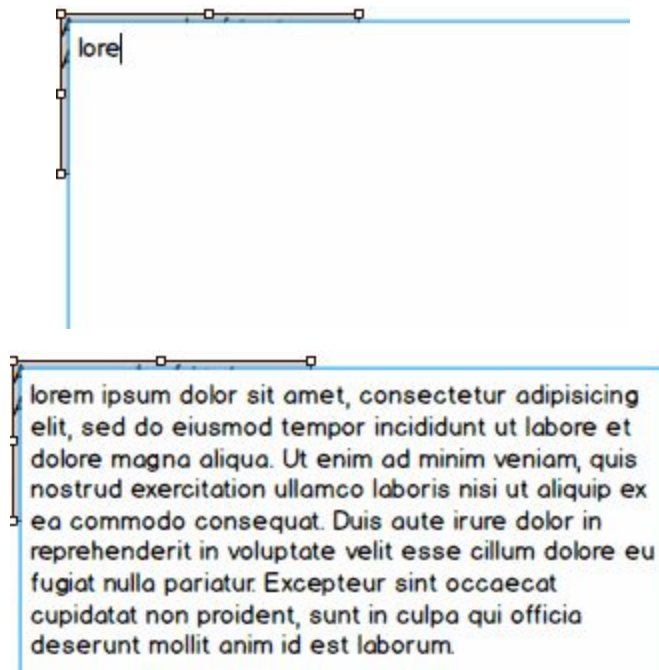 lore
lorem ipsum dolor sit amet, consectetur adipisicing
elit, sed do eiusmod tempor incididunt ut labore et
dolore magna aliqua. Ut enim ad minim veniam, quis
nostrud exercitation ullamco laboris nisi ut aliquip ex
ea commodo consequat. Duis aute irure dolor in
reprehenderit in voluptate velit esse cillum dolore eu
fugiat nulla pariatur. Excepteur sint occaecat
cupidatat non proident, sunt in culpa qui officia
deserunt mollit anim id est laborum.